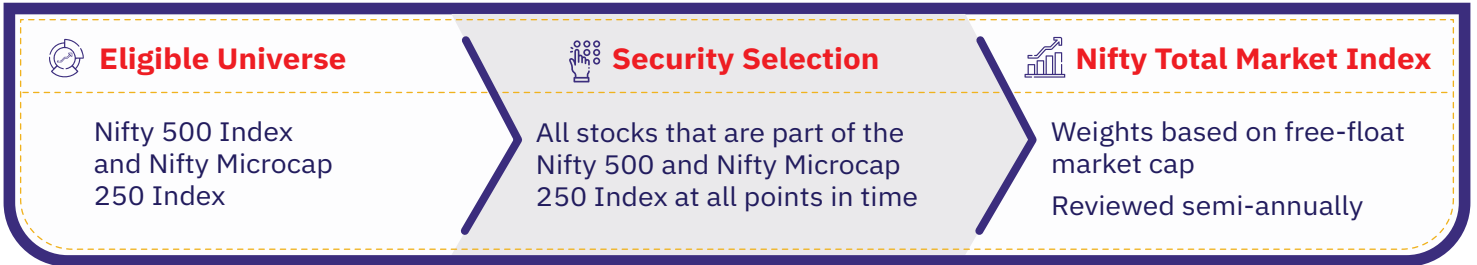 Eligible Universe
Nifty 500 Index
and Nifty Microcap
250 Index
Security Selection
All stocks that are part of the
Nifty 500 and Nifty Microcap
250 Index at all points in time
Nifty Total Market Index
Weights based on free-float
market cap
Reviewed semi-annually